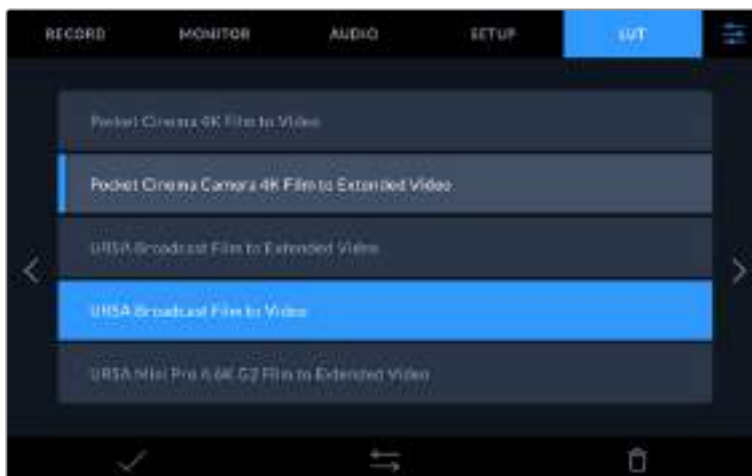 RECORD MONITOR AUDIO SETUP LUT
Pocket Cinema 4K Film to Video
Pocket Cinema Camera 4K Film to Extended Video
URSA Broadcast Film to Extended Video
URSA Broadcast Film to Video
URSA Mini Pro 4.6K G2 Film to Extended Video